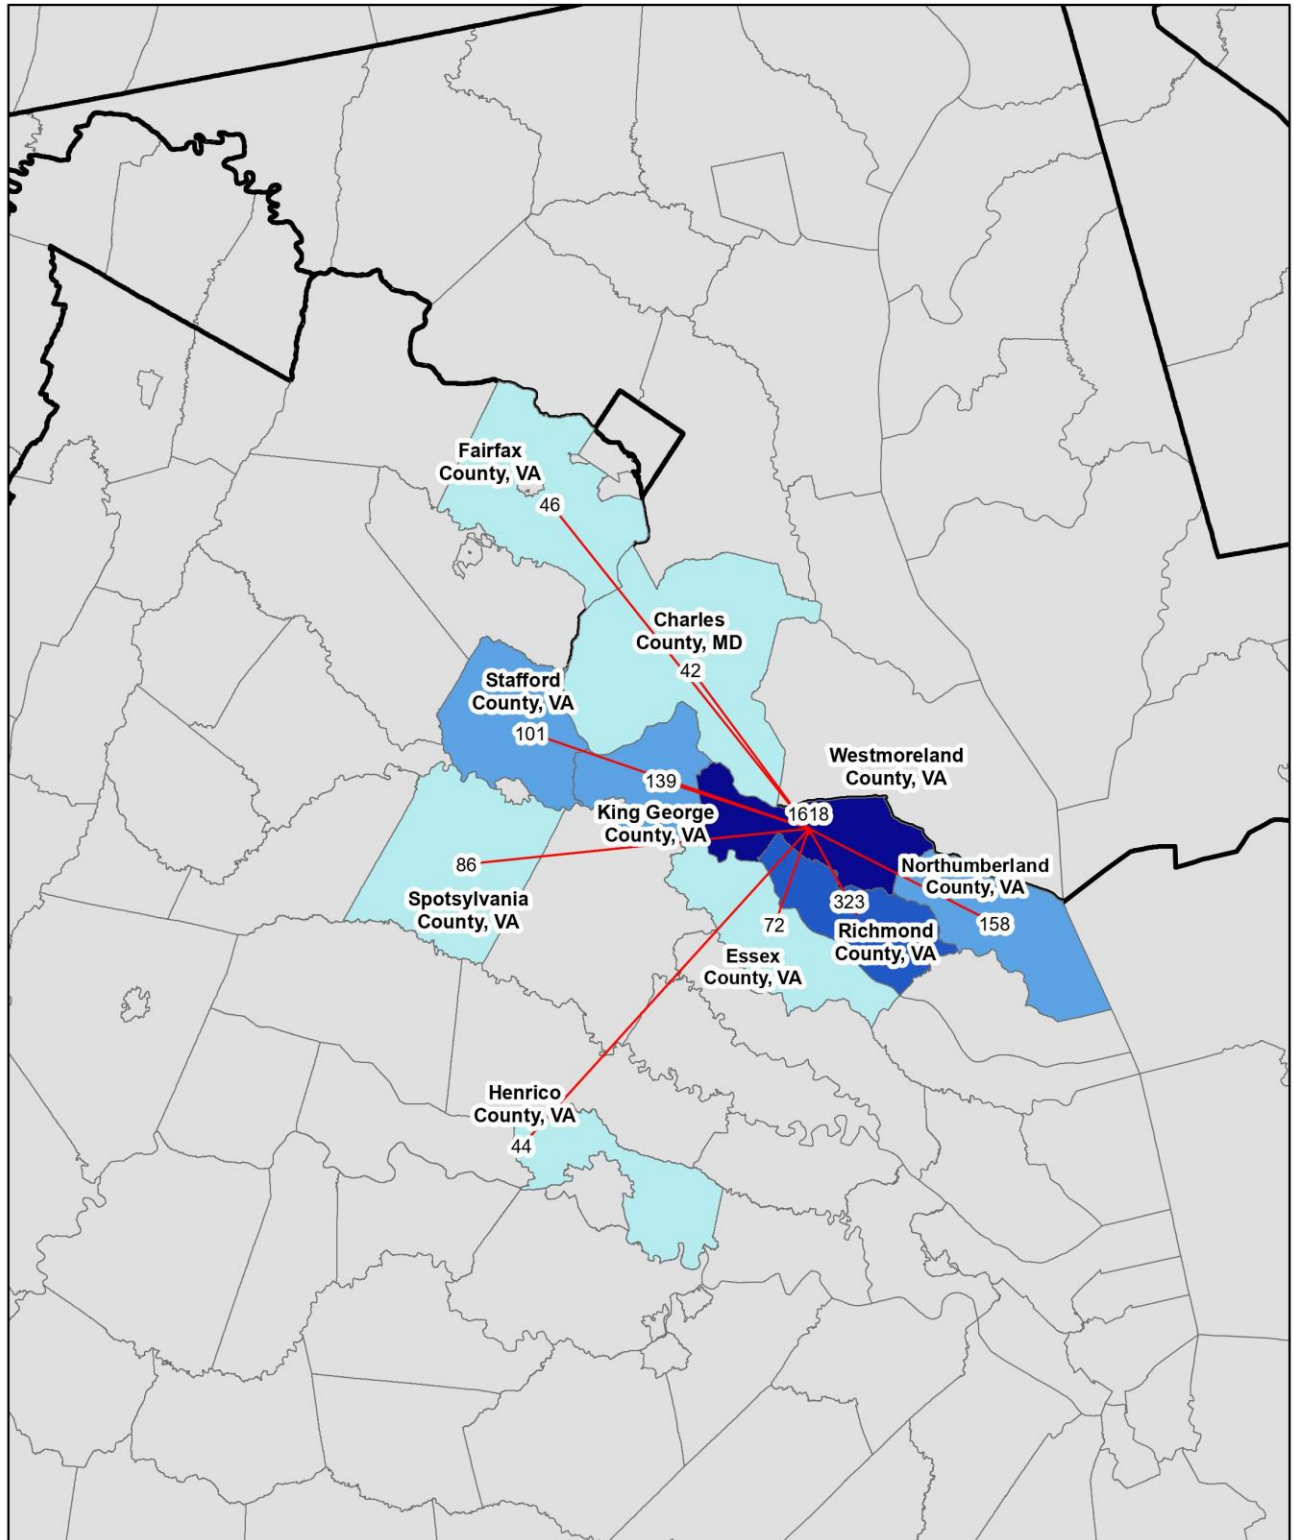 Fairfax
County, VA
46
Charles
County, MD
42
Stafford
County, VA
101
139
King George
County, VA
Westmoreland
County, VA
1618
86
Spotsylvania
County, VA
Northumberland
County, VA
158
323
Richmond
County, VA
72
Essex
County, VA
Henrico
County, VA
44